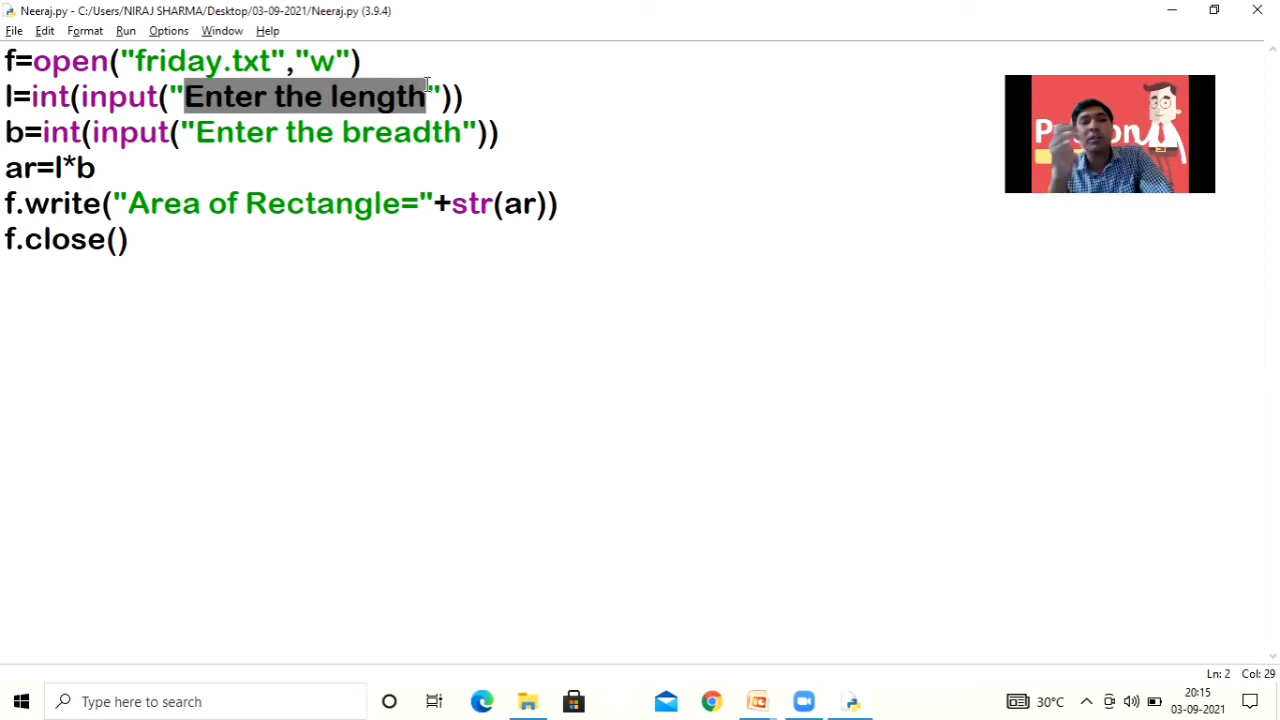 Neeraj.py - C:/Users/NIRAJ SHARMA/Desktop/03-09-2021/Neeraj.py (3.9.4)
File Edit Format Run Options Window Help
f=open("friday.txt","w")
l=int(input("Enter the length"))
b=int(input("Enter the breadth"))
ar=l*b
f.write("Area of Rectangle="+str(ar))
f.close()
Ln: 2 Col: 29
Type here to search
30°C
20:15
03-09-2021